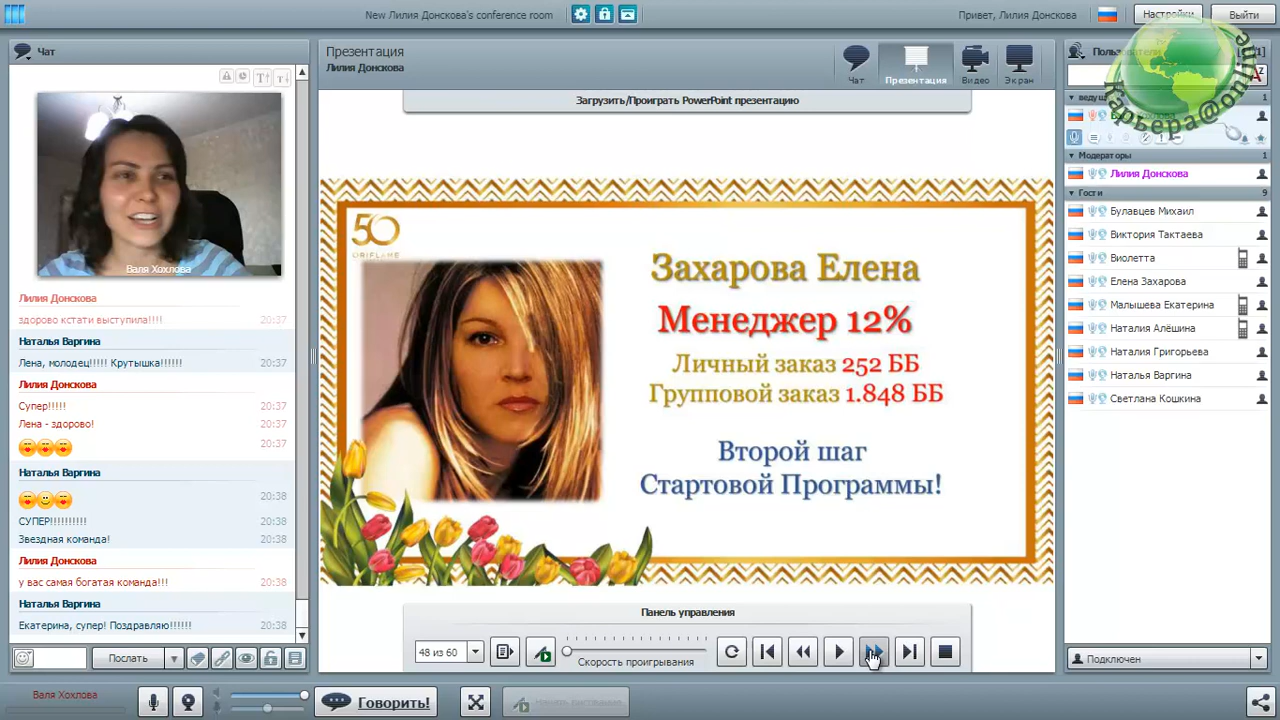 New Лилия Донскова's conference room
Привет, Лилия Донскова
Настройки
Выйти
Чат
Валя Хохлова
Лилия Донскова
здорово кстати выступила!!!!
20:37
Наталья Варгина
Лена, молодец!!!!! Крутышка!!!!!!
20:37
Лилия Донскова
Супер!!!!!
20:37
Лена - здорово!
20:37
20:37
Наталья Варгина
20:38
СУПЕР!!!!!!!!!!
20:38
Звездная команда!
20:38
Лилия Донскова
у вас самая богатая команда!!!
20:38
Наталья Варгина
Екатерина, супер! Поздравляю!!!!!!
20:38
Послать
Валя Хохлова
Говорить!
Презентация
Лилия Донскова
Чат
Презентация
Видео
Экран
Загрузить/Проиграть PowerPoint презентацию
50
ORIFLAME
Захарова Елена
Менеджер 12%
Личный заказ 252 ББ
Групповой заказ 1.848 ББ
Второй шаг
Стартовой Программы!
Панель управления
48 из 60
Скорость проигрывания
карьера@online
Модераторы
1
Лилия Донскова
Гости
9
Булавцев Михаил
Виктория Тактаева
Виолетта
Елена Захарова
Малышева Екатерина
Наталия Алёшина
Наталия Григорьева
Наталья Варгина
Светлана Кошкина
Подключен